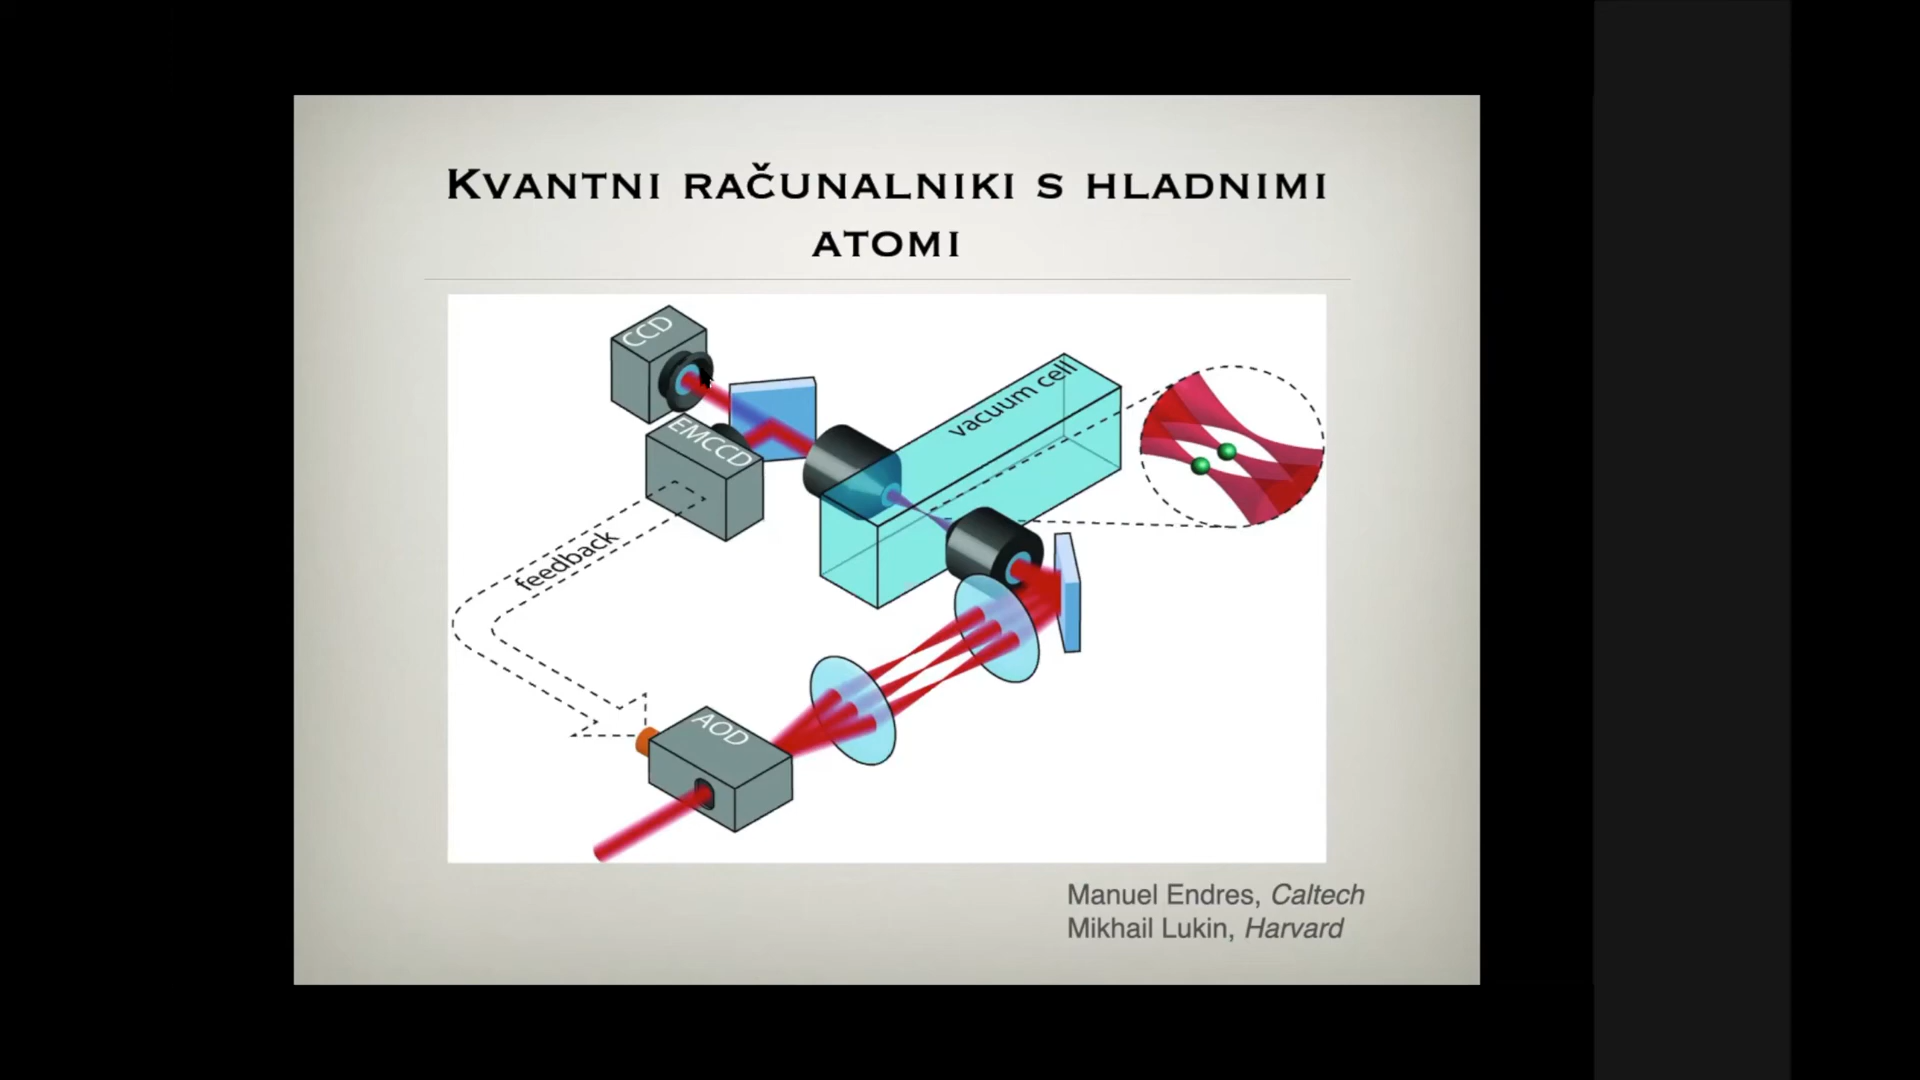 KVANTNI RAČUNALNIKI S HLADNIMI
ATOMI
CCD
EMCCD
vacuum cell
feedback
AOD
Manuel Endres, Caltech
Mikhail Lukin, Harvard